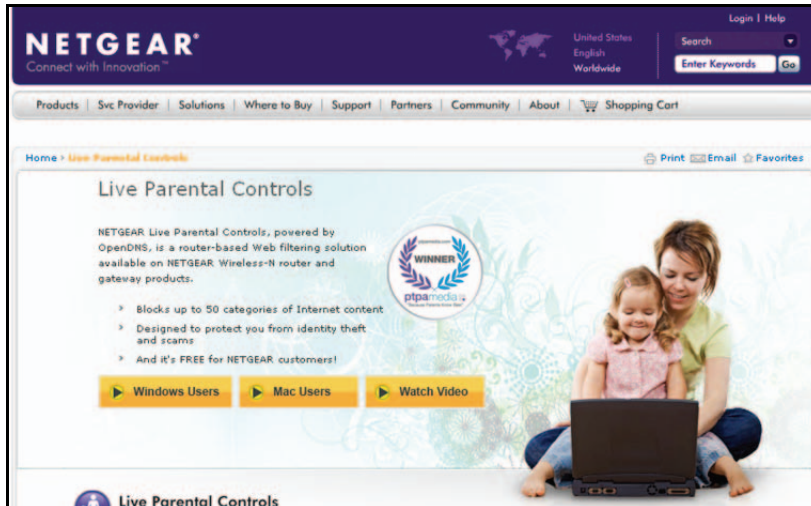 Login | Help
NETGEAR®
Connect with Innovation™
United States
English
Worldwide
Search
Enter Keywords Go
Products | Svc Provider | Solutions | Where to Buy | Support | Partners | Community | About | Shopping Cart
Home > Live Parental Controls
Print Email Favorites
Live Parental Controls
NETGEAR Live Parental Controls, powered by
OpenDNS, is a router-based Web filtering solution
available on NETGEAR Wireless-N router and
gateway products.
WINNER
ptpamedia
Blocks up to 50 categories of Internet content
Designed to protect you from identity theft
and scams
And it's FREE for NETGEAR customers!
Windows Users Mac Users Watch Video
Live Parental Controls